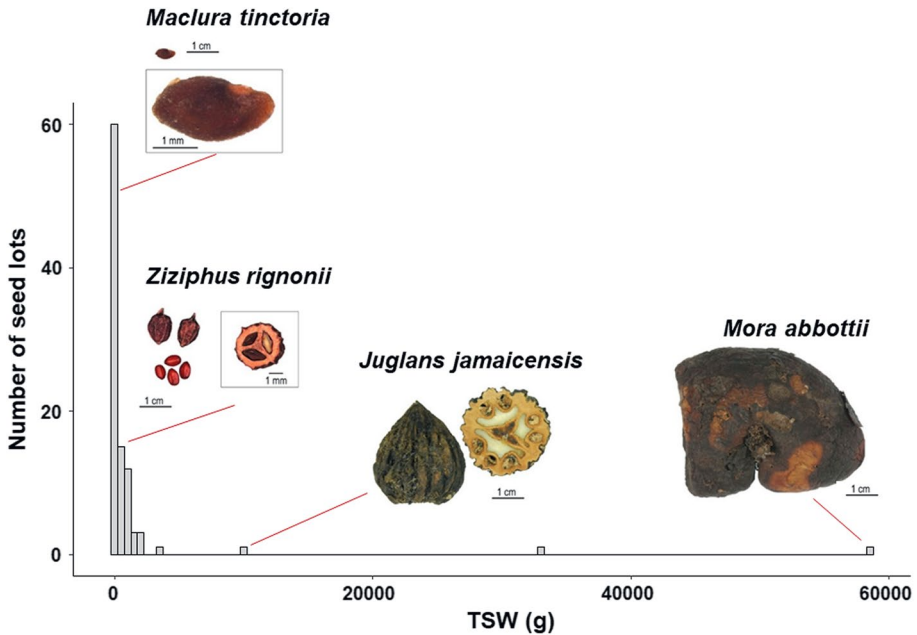 Maclura tinctoria
1 cm
1 mm
60
Ziziphus rignonii
40
1 mm
1 cm
Mora abbottii
Juglans jamaicensis
20
1 cm
1 cm
0
0
20000
40000
60000
TSW (g)
Number of seed lots